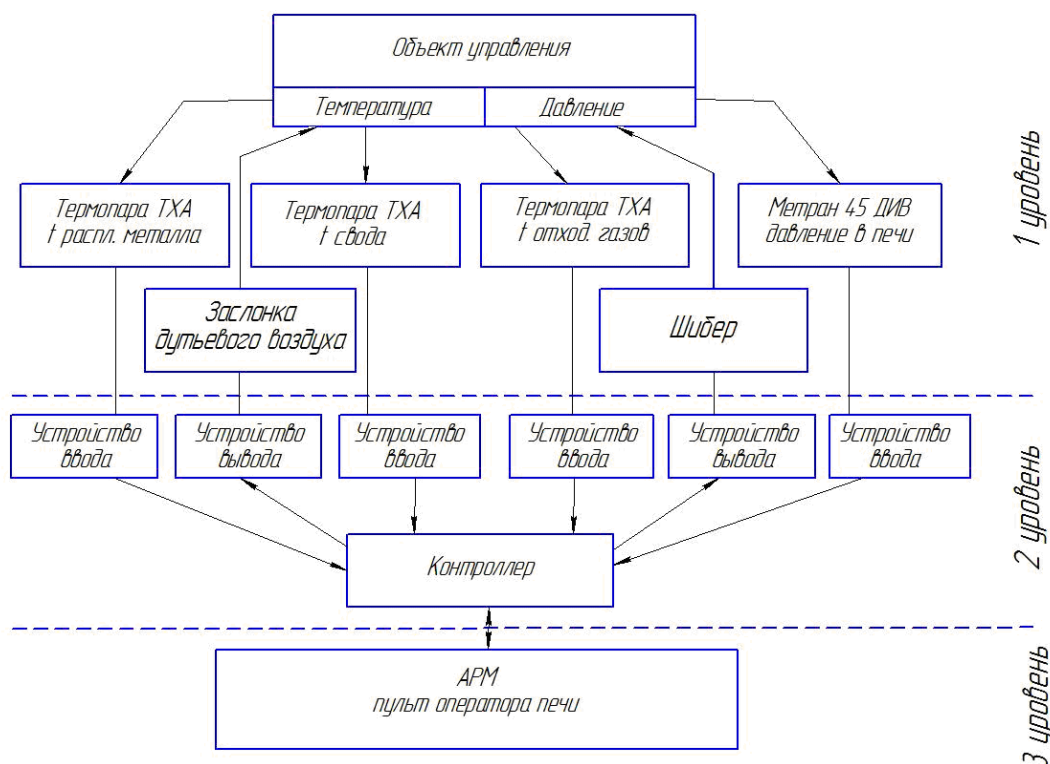 Объект управления
Температура
Давление
1 уровень
Термопара ТХА
t распл. металла
Термопара ТХА
t свода
Термопара ТХА
t отход. газов
Метран 45 ДИВ
давление в печи
Заслонка
дутьевого воздуха
Шибер
Устройство
ввода
Устройство
вывода
Устройство
ввода
Устройство
ввода
Устройство
вывода
Устройство
ввода
2 уровень
Контроллер
АРМ
пульт оператора печи
3 уровень